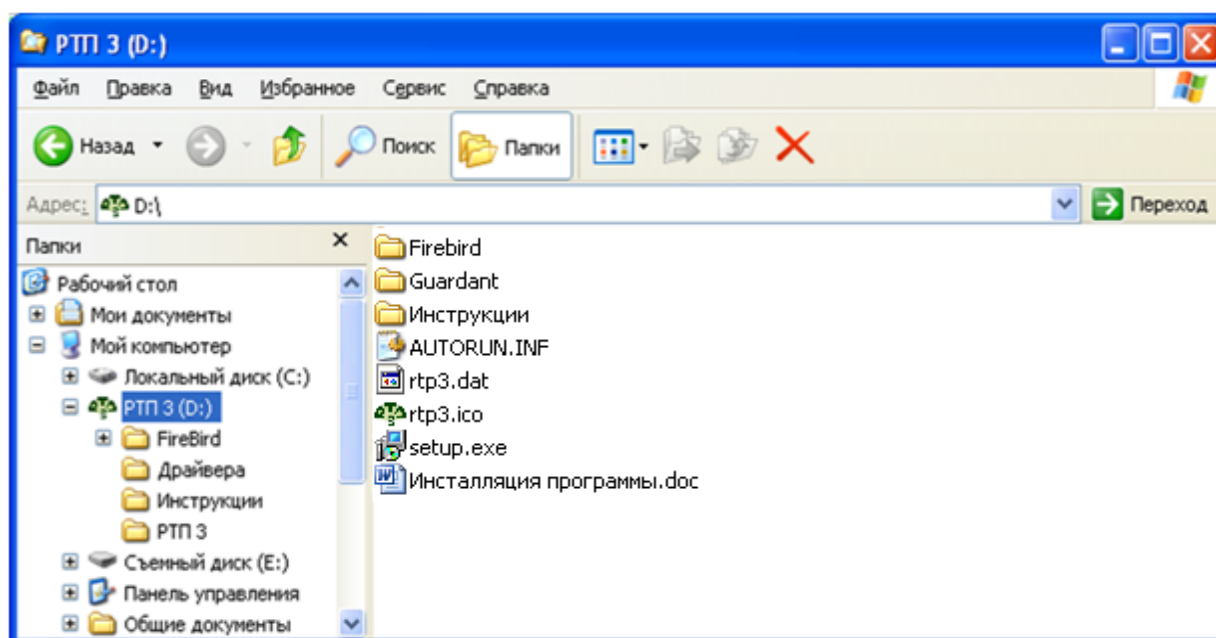 РТП 3 (D:)
Файл Правка Вид Избранное Сервис Справка
Назад Поиск Папки
Адрес: D:\ Переход
Папки
Рабочий стол
Мои документы
Мой компьютер
Локальный диск (C:)
РТП 3 (D:)
FireBird
Драйвера
Инструкции
РТП 3
Съемный диск (E:)
Панель управления
Общие документы
Firebird
Guardant
Инструкции
AUTORUN.INF
rtp3.dat
rtp3.ico
setup.exe
Инсталляция программы.doc